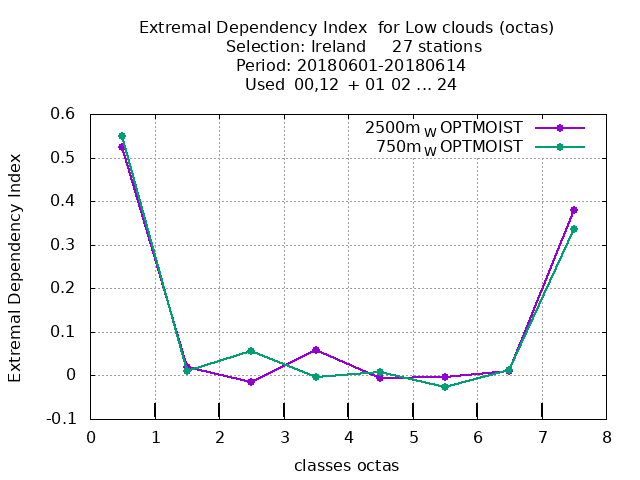 Extremal Dependency Index  for Low clouds (octas)
Selection: Ireland     27 stations
Period: 20180601-20180614
Used  00,12  + 01 02 ... 24
2500m W OPTMOIST
750m W OPTMOIST
Extremal Dependency Index
0.6
0.5
0.4
0.3
0.2
0.1
0
-0.1
0 1 2 3 4 5 6 7 8
classes octas